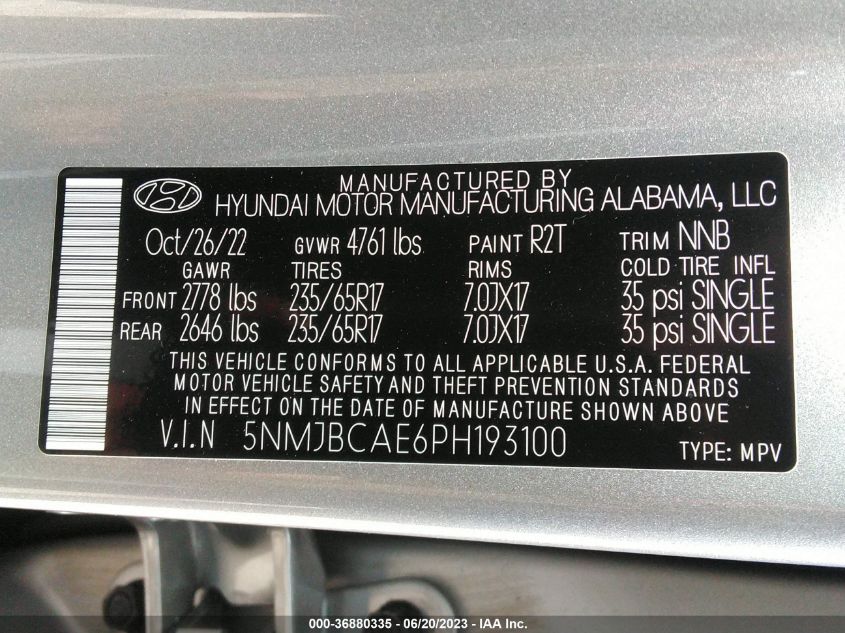 MANUFACTURED BY
HYUNDAI MOTOR MANUFACTURING ALABAMA, LLC
Oct/26/22 GVWR 4761 lbs PAINT R2T TRIM NNB
GAWR TIRES RIMS COLD TIRE INFL
FRONT 2778 lbs 235/65R17 7.0JX17 35 psi SINGLE
REAR 2646 lbs 235/65R17 7.0JX17 35 psi SINGLE
THIS VEHICLE CONFORMS TO ALL APPLICABLE U.S.A. FEDERAL
MOTOR VEHICLE SAFETY AND THEFT PREVENTION STANDARDS
IN EFFECT ON THE DATE OF MANUFACTURE SHOWN ABOVE
V.I.N 5NMJBCAE6PH193100 TYPE: MPV
000-36880335 - 06/20/2023 - IAA Inc.